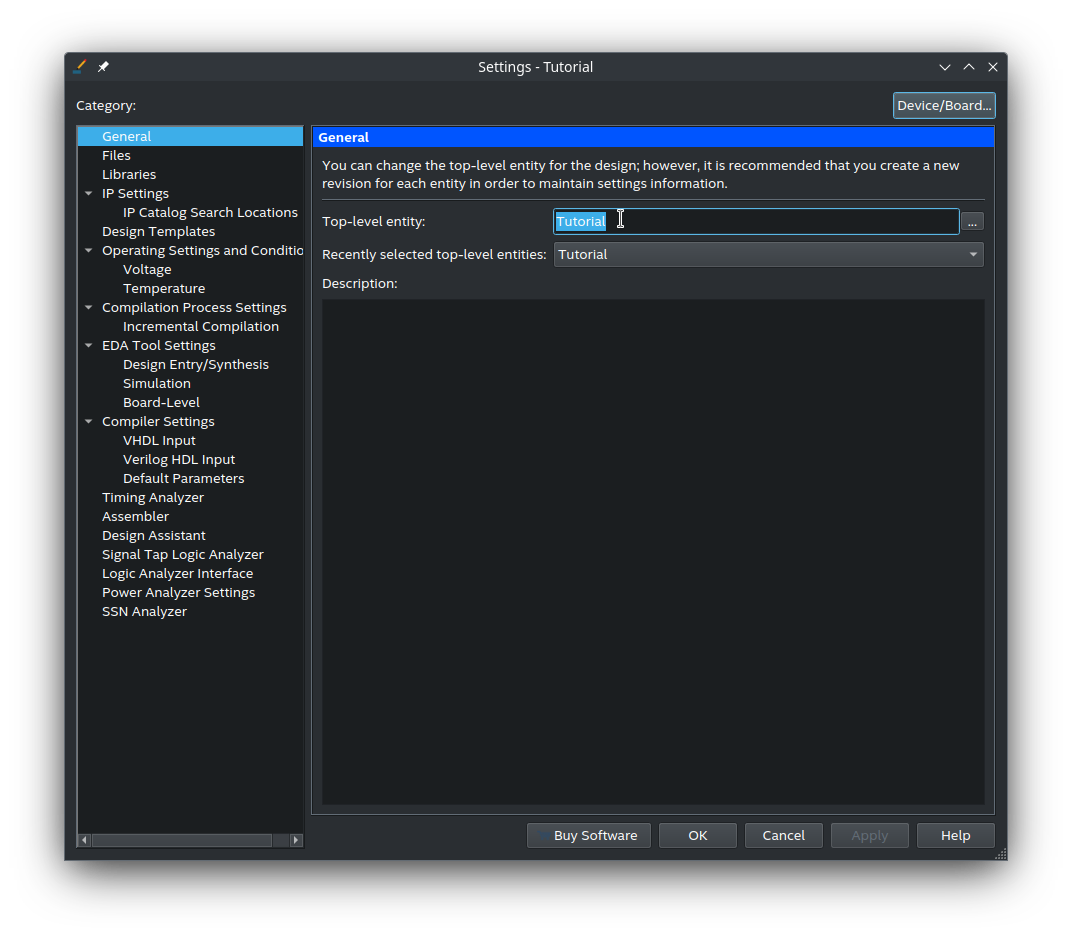 Settings - Tutorial
Category:
Device/Board...
General
Files
Libraries
IP Settings
IP Catalog Search Locations
Design Templates
Operating Settings and Conditio
Voltage
Temperature
Compilation Process Settings
Incremental Compilation
EDA Tool Settings
Design Entry/Synthesis
Simulation
Board-Level
Compiler Settings
VHDL Input
Verilog HDL Input
Default Parameters
Timing Analyzer
Assembler
Design Assistant
Signal Tap Logic Analyzer
Logic Analyzer Interface
Power Analyzer Settings
SSN Analyzer
General
You can change the top-level entity for the design; however, it is recommended that you create a new
revision for each entity in order to maintain settings information.
Top-level entity: Tutorial ...
Recently selected top-level entities: Tutorial
Description:
Buy Software OK Cancel Apply Help